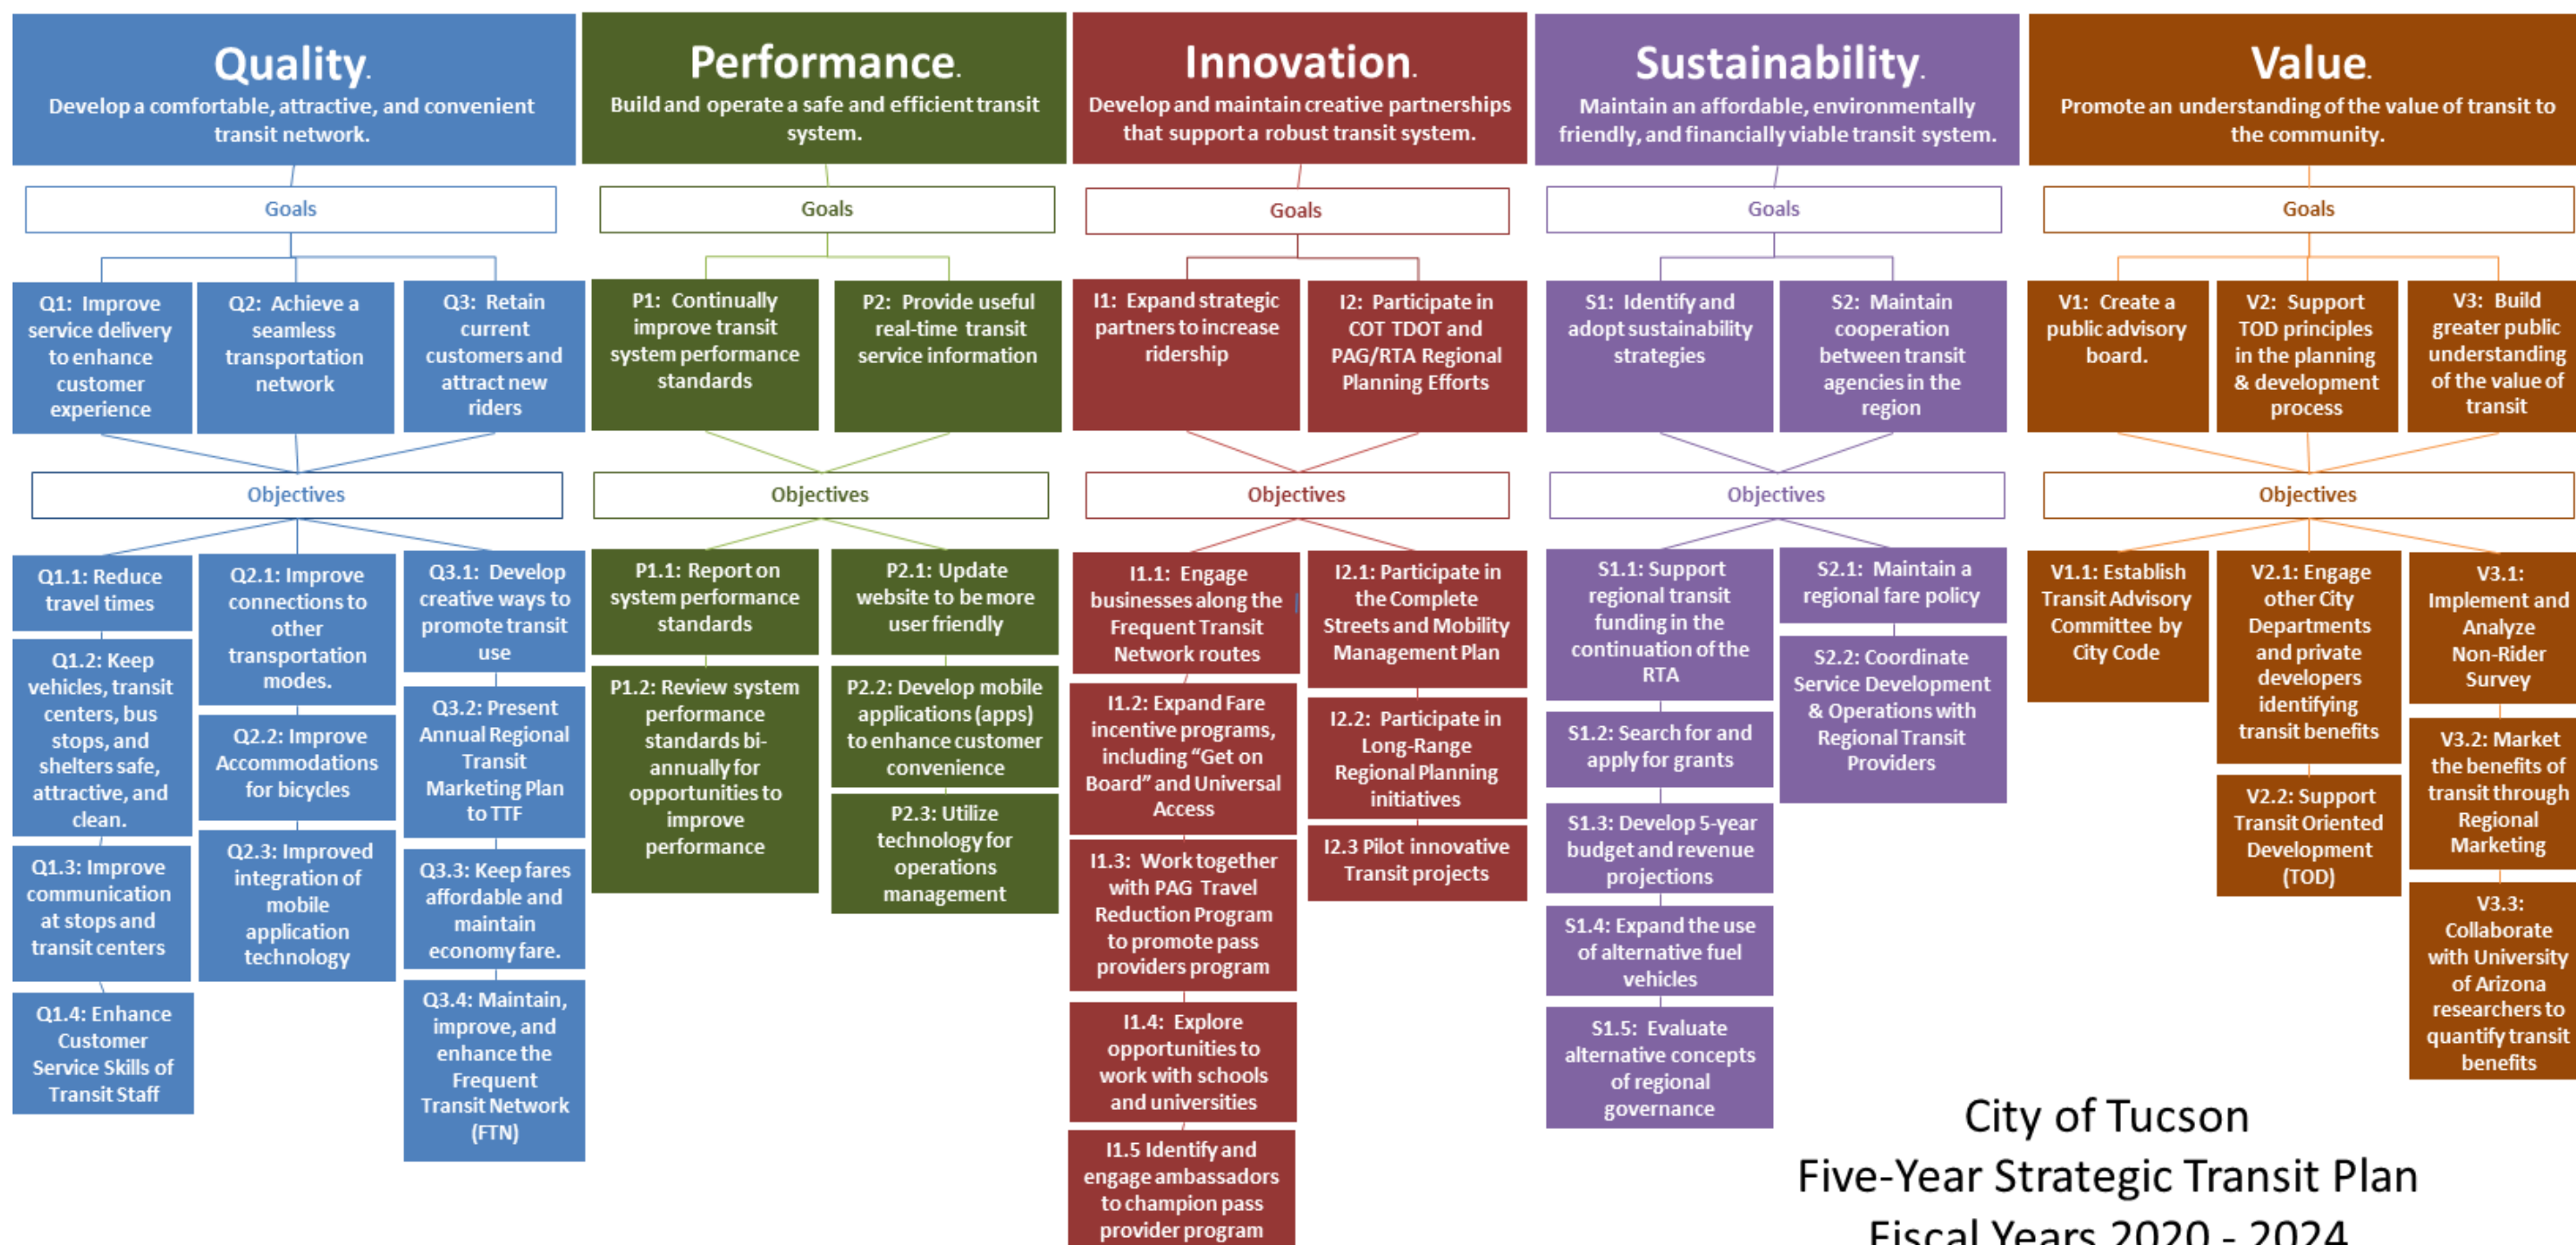 Quality.
Develop a comfortable, attractive, and convenient
transit network.
Goals
Q1: Improve
service delivery
to enhance
customer
experience
Q2: Achieve a
seamless
transportation
network
Q3: Retain
current
customers and
attract new
riders
Objectives
Q1.1: Reduce
travel times
Q1.2: Keep
vehicles, transit
centers, bus
stops, and
shelters safe,
attractive, and
clean.
Q1.3: Improve
communication
at stops and
transit centers
Q1.4: Enhance
Customer
Service Skills of
Transit Staff
Q2.1: Improve
connections to
other
transportation
modes.
Q2.2: Improve
Accommodations
for bicycles
Q2.3: Improved
integration of
mobile
application
technology
Q3.1: Develop
creative ways to
promote transit
use
Q3.2: Present
Annual Regional
Transit
Marketing Plan
to TTF
Q3.3: Keep fares
affordable and
maintain
economy fare.
Q3.4: Maintain,
improve, and
enhance the
Frequent
Transit Network
(FTN)
Performance.
Build and operate a safe and efficient transit
system.
Goals
P1: Continually
improve transit
system performance
standards
P2: Provide useful
real-time transit
service information
Objectives
P1.1: Report on
system performance
standards
P1.2: Review system
performance
standards bi-
annually for
opportunities to
improve
performance
P2.1: Update
website to be more
user friendly
P2.2: Develop mobile
applications (apps)
to enhance customer
convenience
P2.3: Utilize
technology for
operations
management
Innovation.
Develop and maintain creative partnerships
that support a robust transit system.
Goals
I1: Expand strategic
partners to increase
ridership
I2: Participate in
COT TDOT and
PAG/RTA Regional
Planning Efforts
Objectives
I1.1: Engage
businesses along the
Frequent Transit
Network routes
I1.2: Expand Fare
incentive programs,
including “Get on
Board” and Universal
Access
I1.3: Work together
with PAG Travel
Reduction Program
to promote pass
providers program
I1.4: Explore
opportunities to
work with schools
and universities
I1.5 Identify and
engage ambassadors
to champion pass
provider program
I2.1: Participate in
the Complete
Streets and Mobility
Management Plan
I2.2: Participate in
Long-Range
Regional Planning
initiatives
I2.3 Pilot innovative
Transit projects
Sustainability.
Maintain an affordable, environmentally
friendly, and financially viable transit system.
Goals
S1: Identify and
adopt sustainability
strategies
S2: Maintain
cooperation
between transit
agencies in the
region
Objectives
S1.1: Support
regional transit
funding in the
continuation of the
RTA
S1.2: Search for and
apply for grants
S1.3: Develop 5-year
budget and revenue
projections
S1.4: Expand the use
of alternative fuel
vehicles
S1.5: Evaluate
alternative concepts
of regional
governance
S2.1: Maintain a
regional fare policy
S2.2: Coordinate
Service Development
& Operations with
Regional Transit
Providers
Value.
Promote an understanding of the value of transit to
the community.
Goals
V1: Create a
public advisory
board.
V2: Support
TOD principles
in the planning
& development
process
V3: Build
greater public
understanding
of the value of
transit
Objectives
V1.1: Establish
Transit Advisory
Committee by
City Code
V2.1: Engage
other City
Departments
and private
developers
identifying
transit benefits
V2.2: Support
Transit Oriented
Development
(TOD)
V3.1:
Implement and
Analyze
Non-Rider
Survey
V3.2: Market
the benefits of
transit through
Regional
Marketing
V3.3:
Collaborate
with University
of Arizona
researchers to
quantify transit
benefits
City of Tucson
Five-Year Strategic Transit Plan
Fiscal Years 2020 - 2024